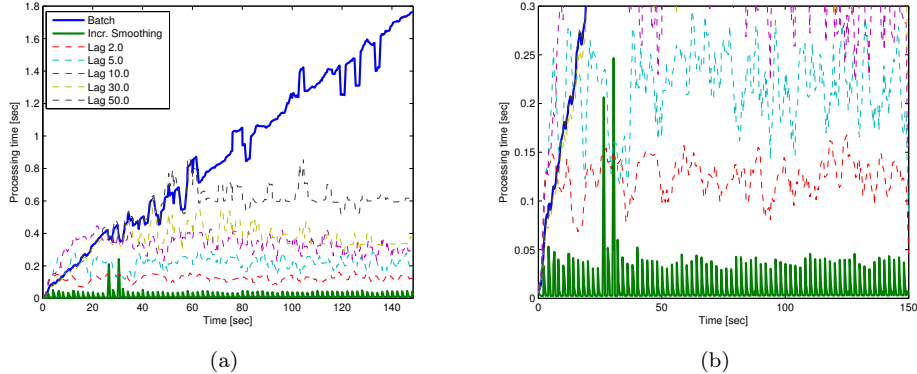 1.8
1.6
1.4
1.2
1
0.8
0.6
0.4
0.2
0
Processing time [sec]
Batch
Incr. Smoothing
Lag 2.0
Lag 5.0
Lag 10.0
Lag 30.0
Lag 50.0
0 20 40 60 80 100 120 140
Time [sec]
(a)
0.3
0.25
0.2
0.15
0.1
0.05
0
Processing time [sec]
0 50 100 150
Time [sec]
(b)